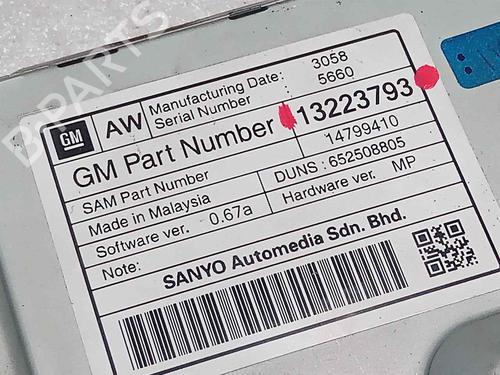 GM
AW
Manufacturing Date: 3058
Serial Number 5660
GM Part Number 13223793
SAM Part Number 14799410
Made in Malaysia DUNS : 652508805
Software ver. 0.67a Hardware ver. MP
Note:
SANYO Automedia Sdn. Bhd.
B-PARTS